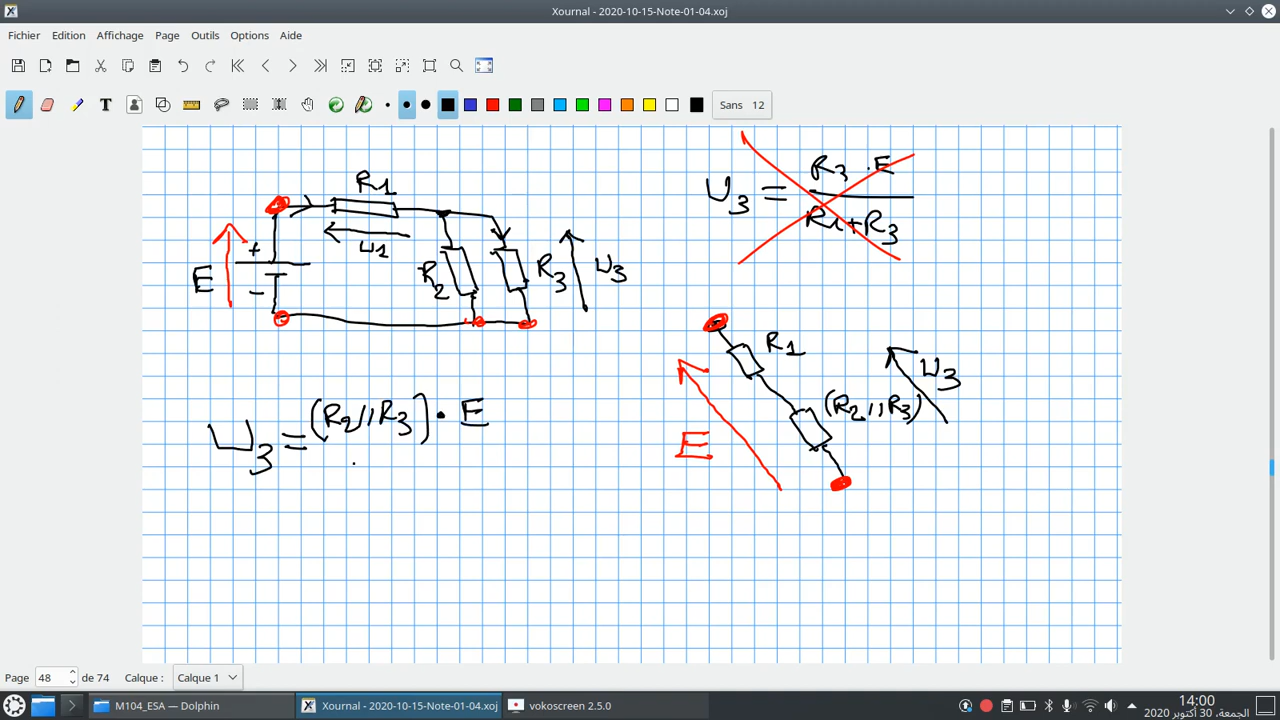 Xournal - 2020-10-15-Note-01-04.xoj
Fichier Edition Affichage Page Outils Options Aide
Sans 12
R1
U1
+
E
-
R2
R3
U3
U3 = R3 . E
R1+R3
R1
U3
(R2//R3)
E
U3 = (R2//R3) . E
Page 48 de 74 Calque : Calque 1
M104_ESA — Dolphin
Xournal - 2020-10-15-Note-01-04.xoj
vokoscreen 2.5.0
14:00
الجمعة, 30 أكتوبر 2020